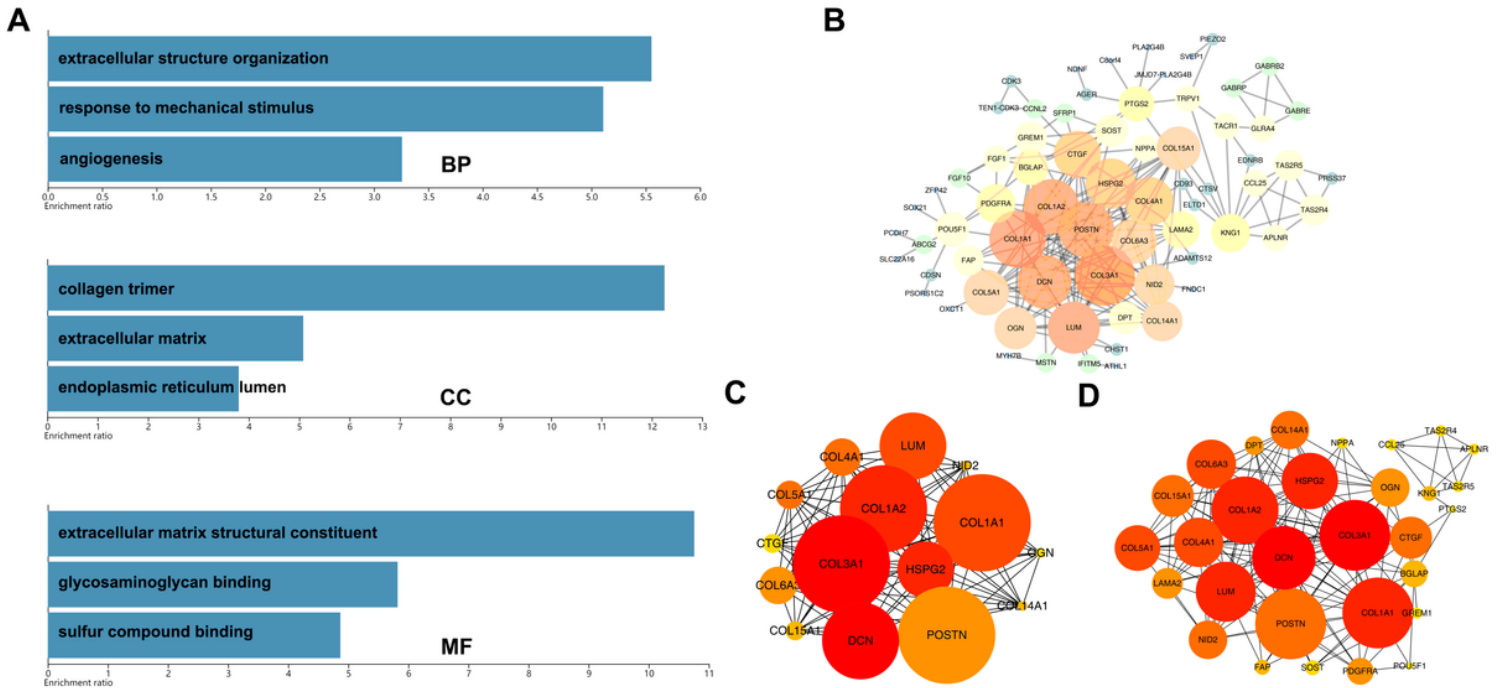 A
extracellular structure organization
response to mechanical stimulus
angiogenesis
BP
0.0 0.5 1.0 1.5 2.0 2.5 3.0 3.5 4.0 4.5 5.0 5.5 6.0
Enrichment ratio
collagen trimer
extracellular matrix
endoplasmic reticulum lumen
CC
0 1 2 3 4 5 6 7 8 9 10 11 12 13
Enrichment ratio
extracellular matrix structural constituent
glycosaminoglycan binding
sulfur compound binding
MF
0 1 2 3 4 5 6 7 8 9 10 11
Enrichment ratio
B
PIEZO2
PLA2G4B
SVEP1
C8orf4
NDNF
JMJD7-PLA2G4B
GABRB2
CDK3
AGER
GABRP
TEN1-CDK3
CCNL2
PTGS2
TRPV1
GABRE
SFRP1
TACR1
GLRA4
SOST
GREM1
NPPA
COL15A1
CTGF
FGF1
BGLAP
EDNRB
TAS2R5
FGF10
HSPG2
CD93
CTSV
CCL25
PRSS37
ZFP42
PDGFRA
COL1A2
COL4A1
ELTD1
SOX21
TAS2R4
POU5F1
POSTN
LAMA2
KNG1
PCDH7
COL1A1
COL6A3
APLNR
ABCG2
SLC22A16
FAP
ADAMTS12
CDSN
DCN
COL3A1
NID2
FNDC1
PSORS1C2
COL5A1
OXCT1
DPT
COL14A1
OGN
LUM
CHST1
MYH7B
MSTN
IFITM5
ATHL1
C
LUM
COL4A1
NID2
COL5A1
COL1A2
COL1A1
CTGF
COL3A1
HSPG2
OGN
COL6A3
COL14A1
COL15A1
DCN
POSTN
D
COL14A1
TAS2R4
DPT
NPPA
CCL25
APLNR
COL6A3
HSPG2
OGN
TAS2R5
COL15A1
KNG1
COL1A2
PTGS2
COL5A1
COL4A1
COL3A1
CTGF
DCN
LAMA2
BGLAP
LUM
COL1A1
GREM1
POSTN
NID2
FAP
SOST
PDGFRA
POU5F1